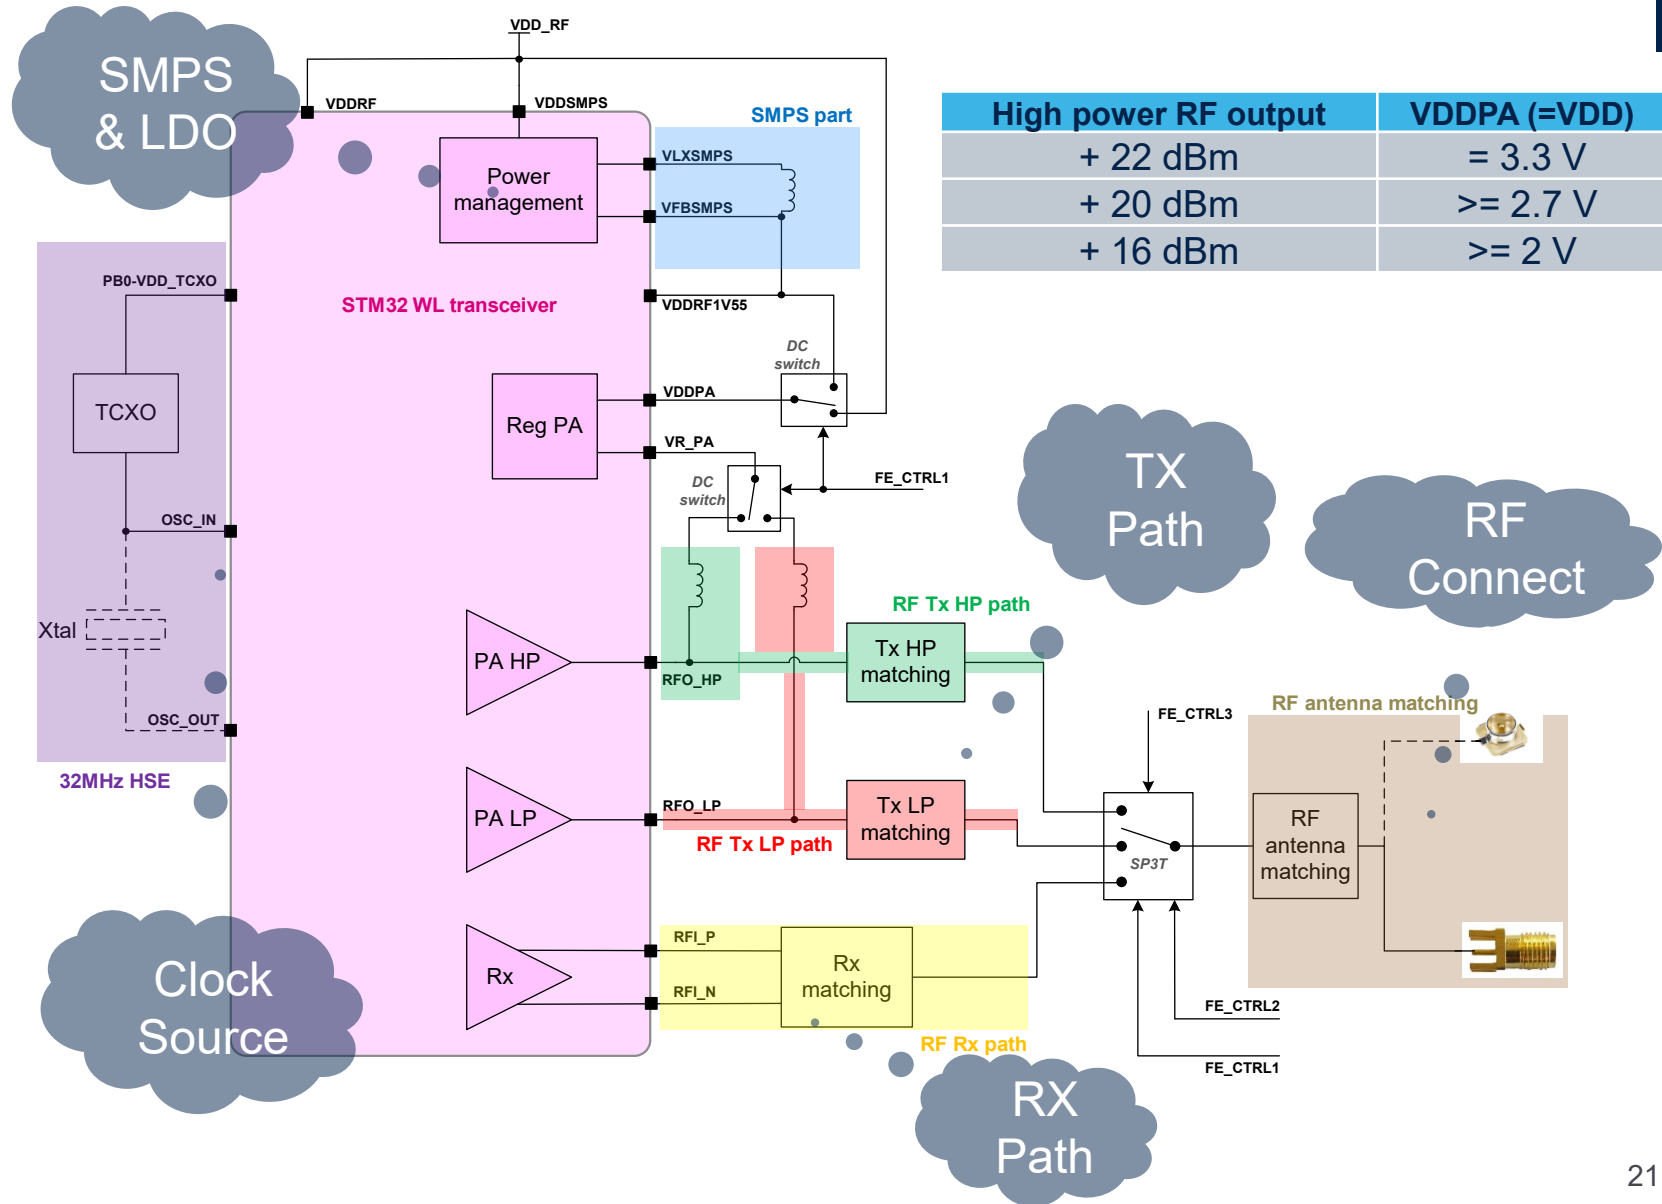 VDD_RF
SMPS
& LDO
VDDRF
VDDSMPS
SMPS part
High power RF output
VDDPA (=VDD)
+ 22 dBm
= 3.3 V
+ 20 dBm
>= 2.7 V
+ 16 dBm
>= 2 V
Power
management
VLXSMPS
VFBSMPS
PB0-VDD_TCXO
STM32 WL transceiver
VDDRF1V55
DC
switch
TCXO
Reg PA
VDDPA
VR_PA
DC
switch
FE_CTRL1
TX
Path
RF
Connect
OSC_IN
Xtal
OSC_OUT
32MHz HSE
RF Tx HP path
PA HP
RFO_HP
Tx HP
matching
FE_CTRL3
RF antenna matching
PA LP
RFO_LP
RF Tx LP path
Tx LP
matching
SP3T
RF
antenna
matching
Clock
Source
Rx
RFI_P
RFI_N
Rx
matching
RF Rx path
FE_CTRL2
FE_CTRL1
RX
Path
21